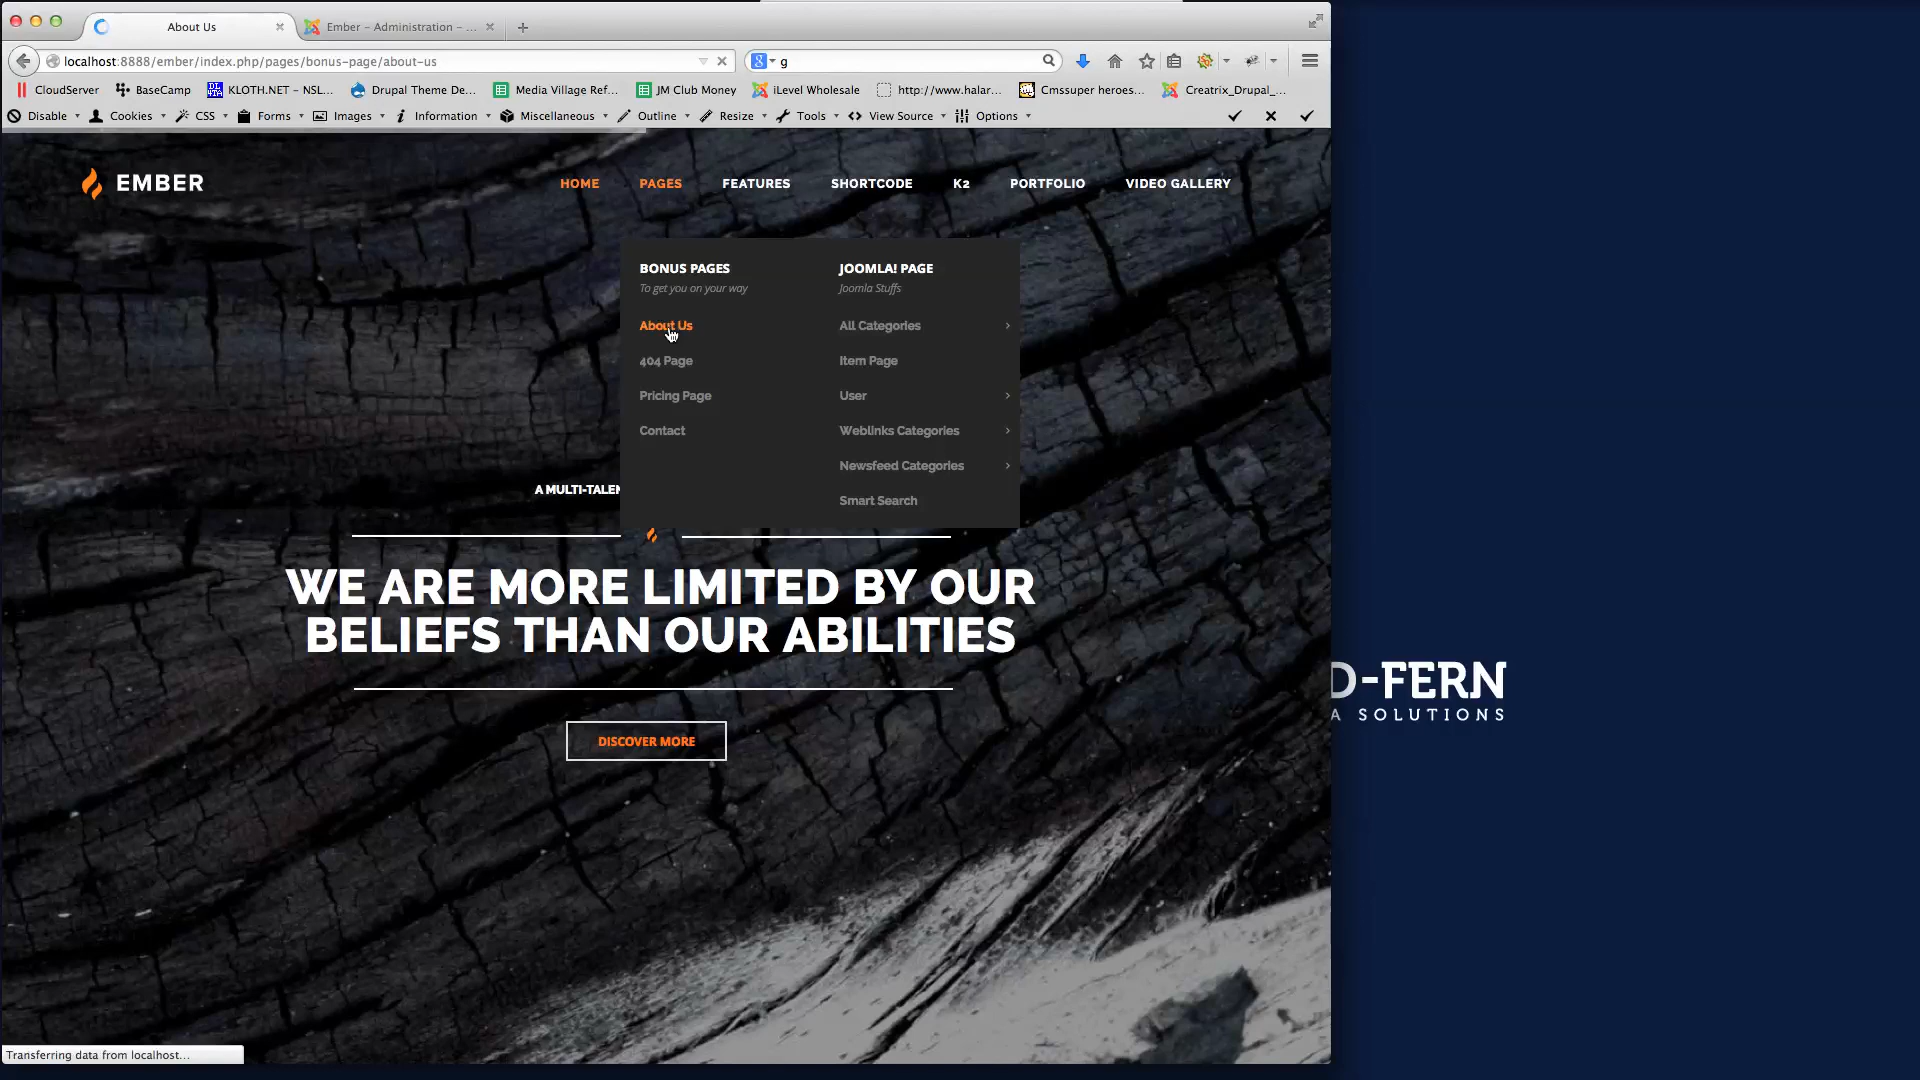 About Us
Ember – Administration – ...
localhost:8888/ember/index.php/pages/bonus-page/about-us
g
CloudServer
BaseCamp
KLOTH.NET – NSL...
Drupal Theme De...
Media Village Ref...
JM Club Money
iLevel Wholesale
http://www.halar...
Cmssuper heroes...
Creatrix_Drupal_...
Disable
Cookies
CSS
Forms
Images
Information
Miscellaneous
Outline
Resize
Tools
View Source
Options
EMBER
HOME
PAGES
FEATURES
SHORTCODE
K2
PORTFOLIO
VIDEO GALLERY
BONUS PAGES
To get you on your way
About Us
404 Page
Pricing Page
Contact
JOOMLA! PAGE
Joomla Stuffs
All Categories
Item Page
User
Weblinks Categories
Newsfeed Categories
Smart Search
A MULTI-TALEN
WE ARE MORE LIMITED BY OUR
BELIEFS THAN OUR ABILITIES
DISCOVER MORE
D-FERN
A SOLUTIONS
Transferring data from localhost...